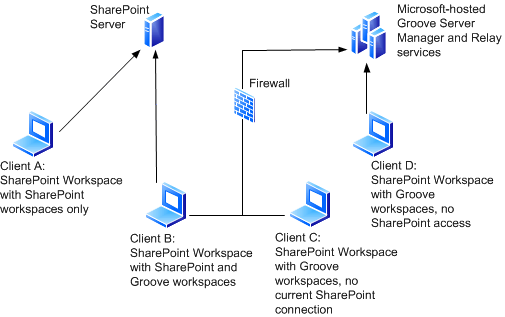 SharePoint
Server
Microsoft-hosted
Groove Server
Manager and Relay
services
Firewall
Client A:
SharePoint Workspace
with SharePoint
workspaces only
Client D:
SharePoint Workspace
with Groove
workspaces, no
SharePoint access
Client B:
SharePoint Workspace
with SharePoint and
Groove workspaces
Client C:
SharePoint Workspace
with Groove
workspaces, no
current SharePoint
connection